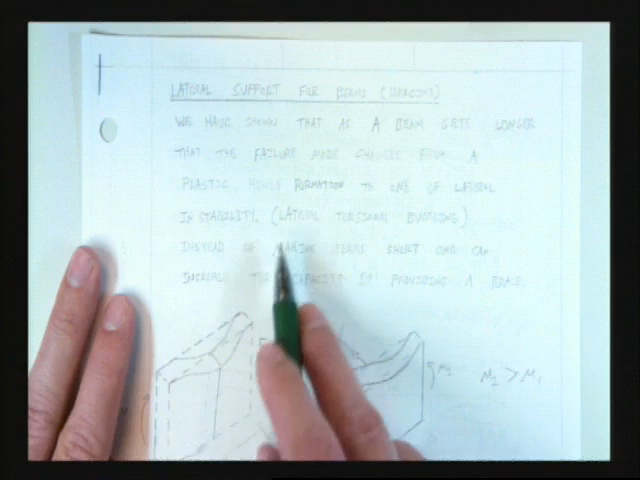 LATERAL SUPPORT FOR BEAMS (BRACING)
WE HAVE SHOWN THAT AS A BEAM GETS LONGER
THAT THE FAILURE MODE CHANGES FROM A
PLASTIC HINGE FORMATION TO ONE OF LATERAL
INSTABILITY. (LATERAL TORSIONAL BUCKLING)
INSTEAD OF MAKING BEAMS SHORT ONE CAN
INCREASE THE CAPACITY BY PROVIDING A BRACE
M2 M2 > M1